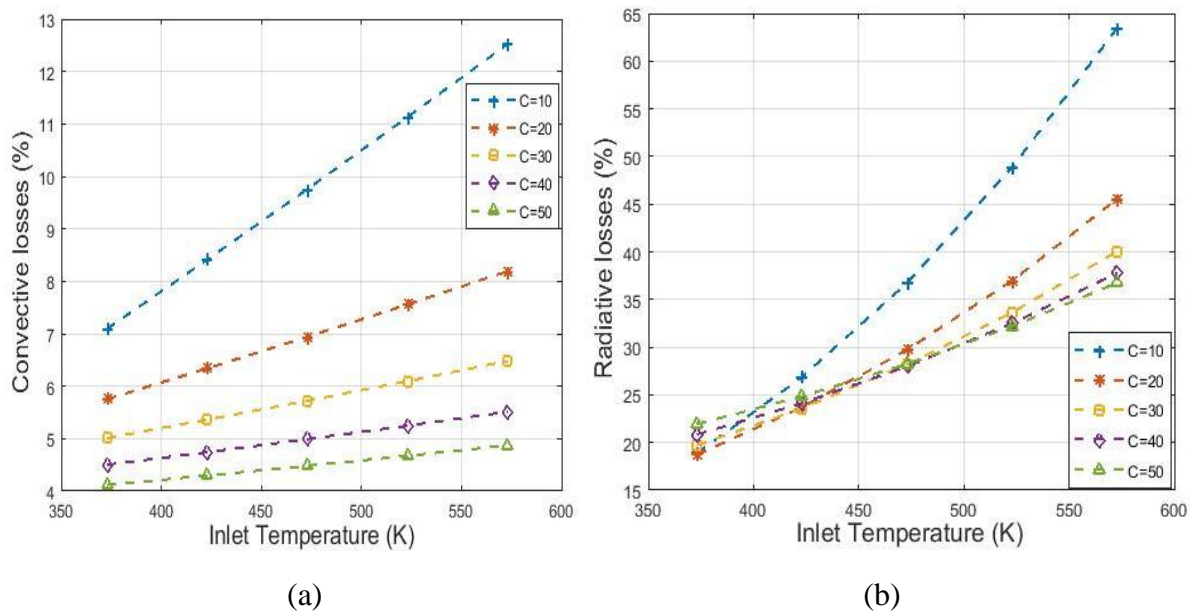 13
12
11
10
9
8
7
6
5
4
Convective losses (%)
350 400 450 500 550 600
Inlet Temperature (K)
C=10
C=20
C=30
C=40
C=50
(a)
65
60
55
50
45
40
35
30
25
20
15
Radiative losses (%)
350 400 450 500 550 600
Inlet Temperature (K)
C=10
C=20
C=30
C=40
C=50
(b)